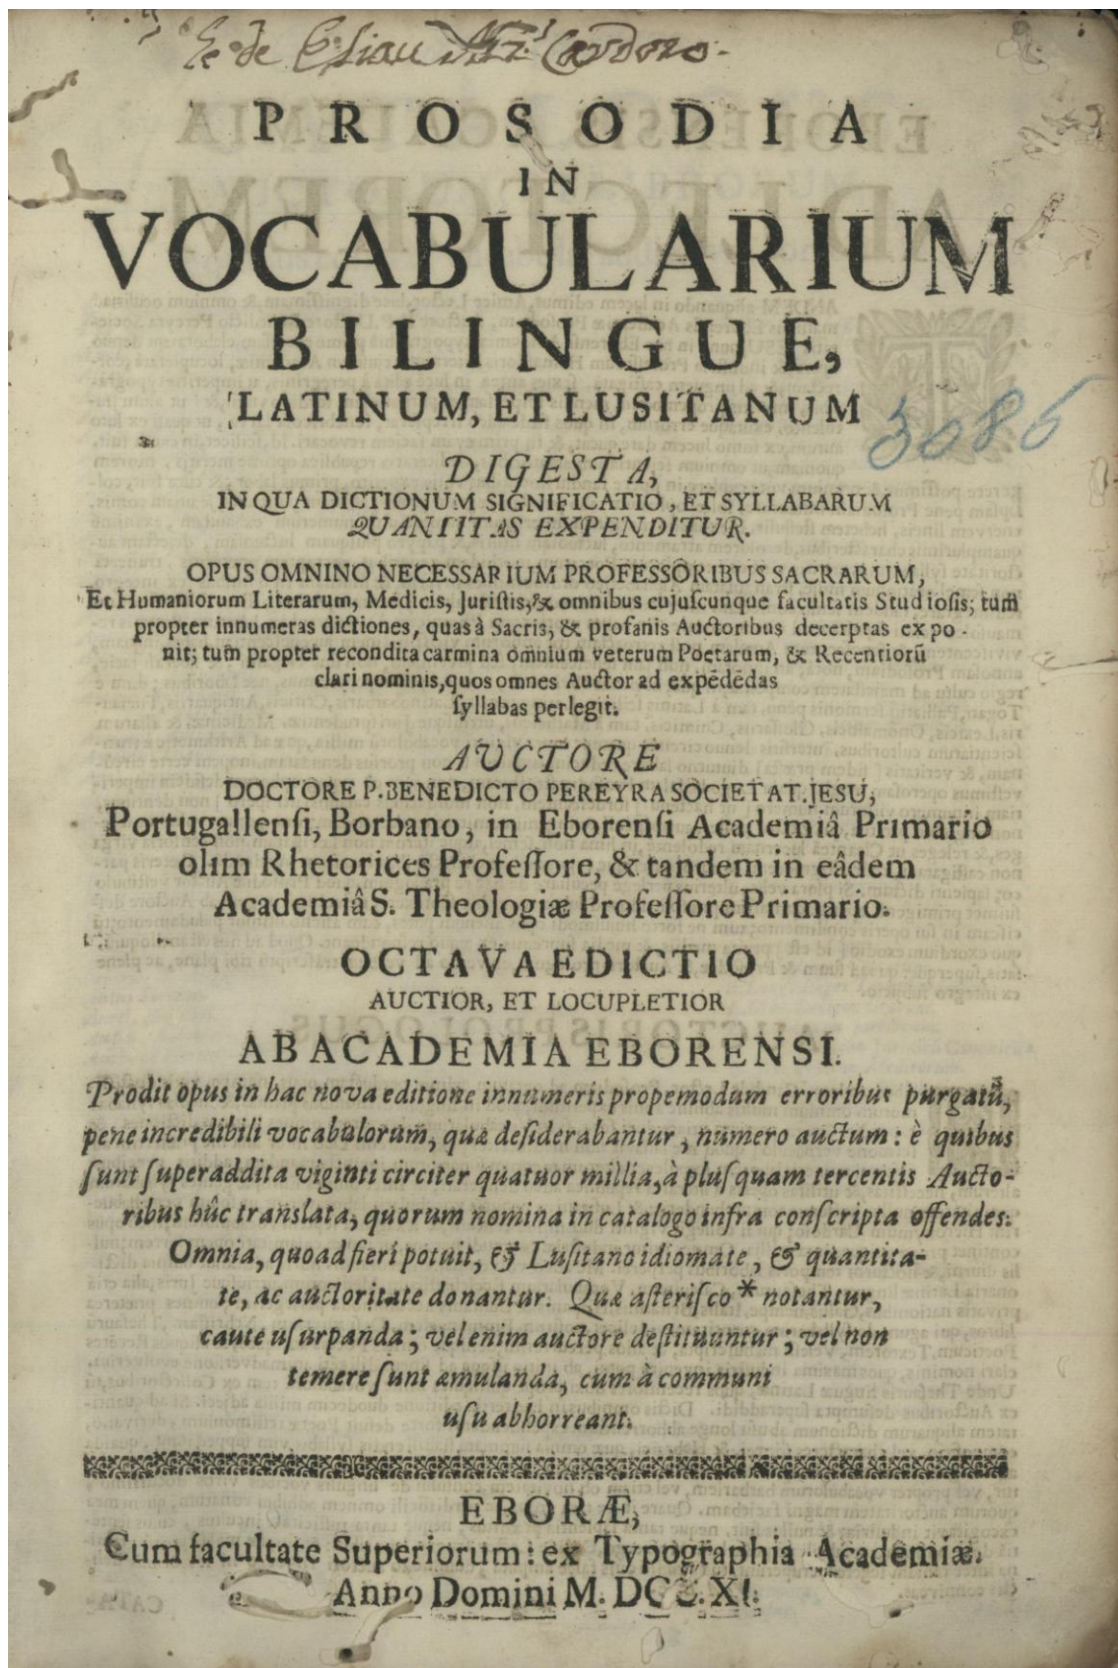 de Cardozo.
PROSODIA
IN
VOCABULARIUM
BILINGUE,
LATINUM, ET LUSITANUM
3086
DIGESTA,
IN QUA DICTIONUM SIGNIFICATIO, ET SYLLABARUM
QUANTITAS EXPENDITUR.
OPUS OMNINO NECESSARIUM PROFESSORIBUS SACRARUM,
Et Humaniorum Literarum, Medicis, Juriſtis, & omnibus cujuſcunque facultatis Studioſis; tum
propter innumeras dictiones, quas à Sacris, & profanis Auctoribus decerptas expo-
nit; tum propter recondita carmina omnium veterum Poetarum, & Recentiorũ
clari nominis, quos omnes Auctor ad expẽdẽdas
ſyllabas perlegit.
AUCTORE
DOCTORE P. BENEDICTO PEREYRA SOCIETAT. JESU,
Portugallenſi, Borbano, in Eborenſi Academiâ Primario
olim Rhetorices Profeſſore, & tandem in eâdem
Academiâ S. Theologiæ Profeſſore Primario.
OCTAVA EDICTIO
AUCTIOR, ET LOCUPLETIOR
AB ACADEMIA EBORENSI.
Prodit opus in hac nova editione innumeris propemodum erroribus purgatũ,
pene incredibili vocabulorum, quæ deſiderabantur, numero auctum: è quibus
ſunt ſuperaddita viginti circiter quatuor millia, à pluſquam tercentis Aucto-
ribus hûc translata, quorum nomina in catalogo infra conſcripta offendes.
Omnia, quoad fieri potuit, & Luſitano idiomate, & quantita-
te, ac auctoritate donantur. Quæ aſteriſco * notantur,
caute uſurpanda; vel enim auctore deſtituuntur; vel non
temere ſunt æmulanda, cum à communi
uſu abhorreant.
EBORÆ,
Cum facultate Superiorum: ex Typographia Academiæ.
Anno Domini M. DCC. XI.